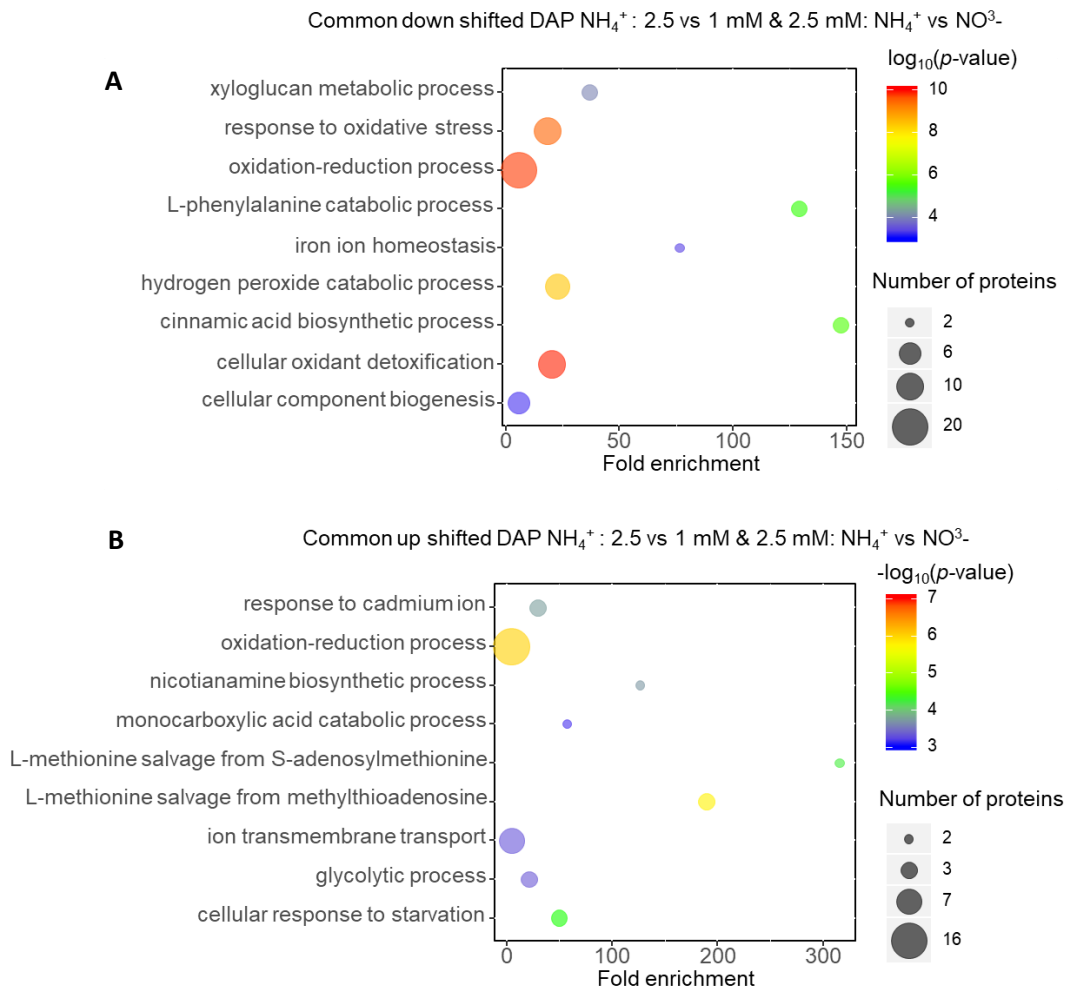 Common down shifted DAP NH₄⁺ : 2.5 vs 1 mM & 2.5 mM: NH₄⁺ vs NO³-
A
log₁₀(p-value)
xyloglucan metabolic process
response to oxidative stress
oxidation-reduction process
L-phenylalanine catabolic process
iron ion homeostasis
hydrogen peroxide catabolic process
cinnamic acid biosynthetic process
cellular oxidant detoxification
cellular component biogenesis
0 50 100 150
Fold enrichment
10
8
6
4
Number of proteins
2
6
10
20
B
Common up shifted DAP NH₄⁺ : 2.5 vs 1 mM & 2.5 mM: NH₄⁺ vs NO³-
-log₁₀(p-value)
response to cadmium ion
oxidation-reduction process
nicotianamine biosynthetic process
monocarboxylic acid catabolic process
L-methionine salvage from S-adenosylmethionine
L-methionine salvage from methylthioadenosine
ion transmembrane transport
glycolytic process
cellular response to starvation
0 100 200 300
Fold enrichment
7
6
5
4
3
Number of proteins
2
3
7
16